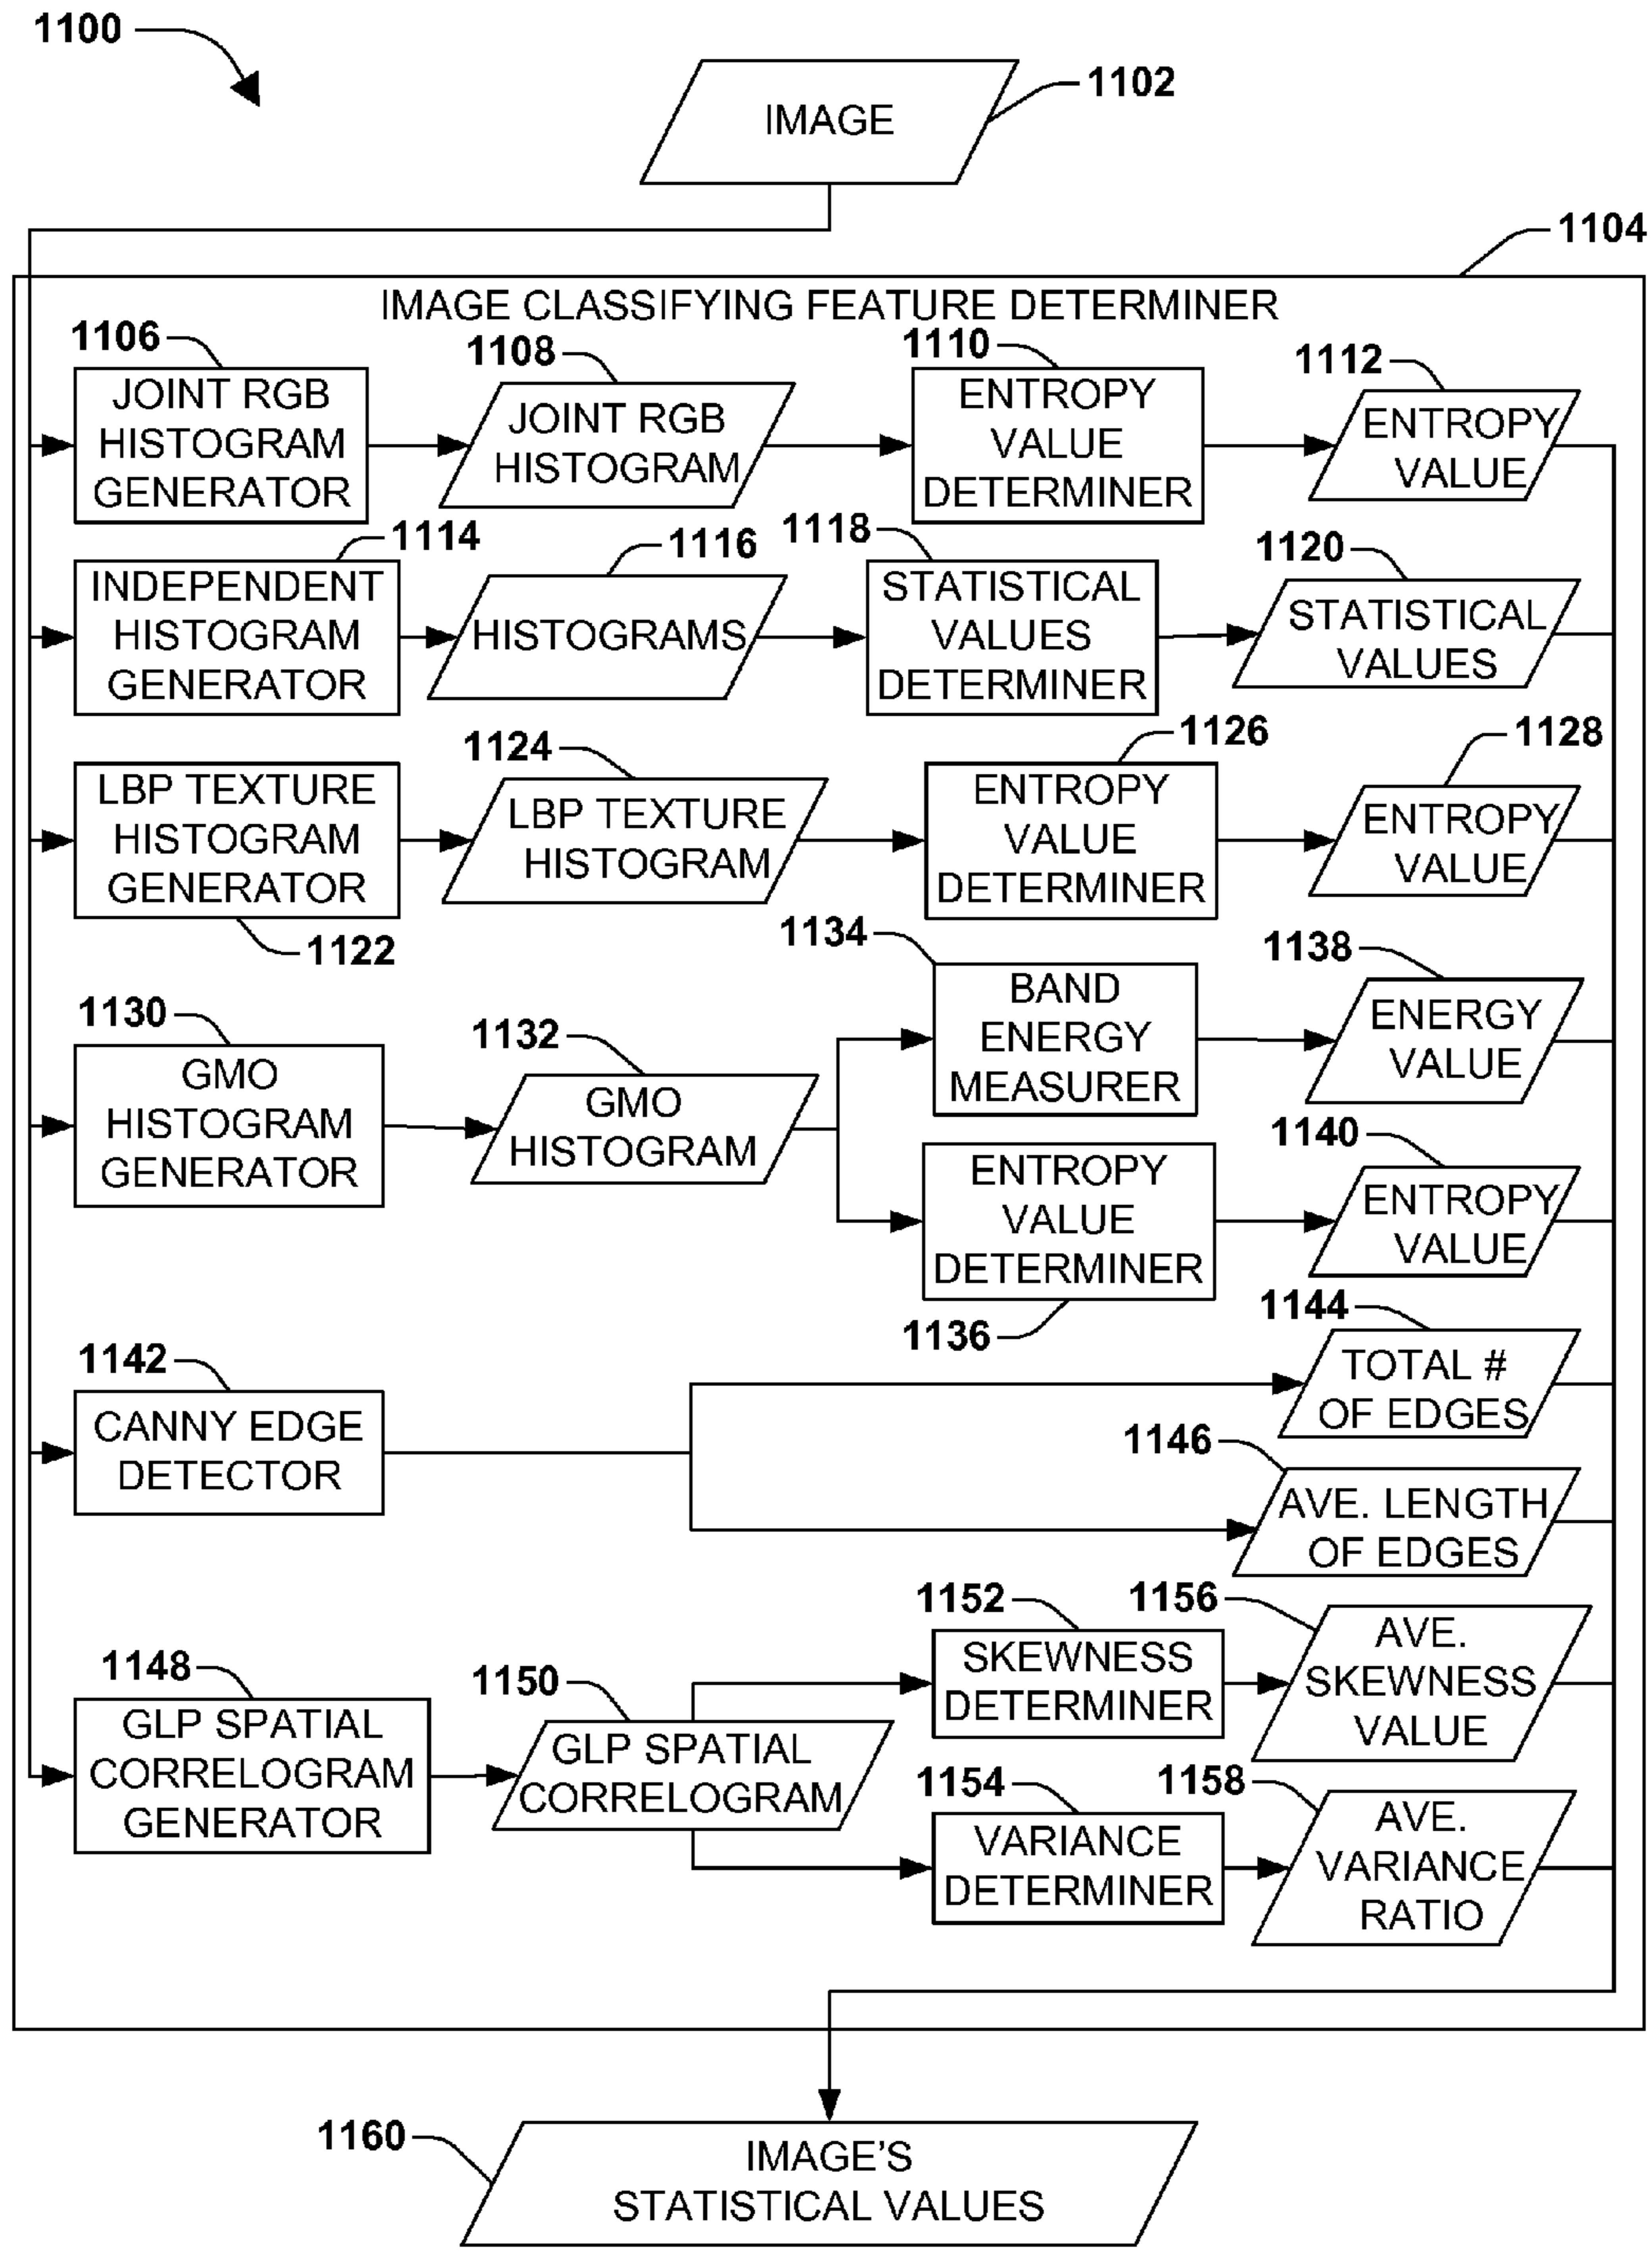 1100
IMAGE
1102
1104
IMAGE CLASSIFYING FEATURE DETERMINER
1106
JOINT RGB
HISTOGRAM
GENERATOR
1108
JOINT RGB
HISTOGRAM
1110
ENTROPY
VALUE
DETERMINER
1112
ENTROPY
VALUE
1114
INDEPENDENT
HISTOGRAM
GENERATOR
1116
HISTOGRAMS
1118
STATISTICAL
VALUES
DETERMINER
1120
STATISTICAL
VALUES
LBP TEXTURE
HISTOGRAM
GENERATOR
1122
1124
LBP TEXTURE
HISTOGRAM
1126
ENTROPY
VALUE
DETERMINER
1128
ENTROPY
VALUE
1130
GMO
HISTOGRAM
GENERATOR
1132
GMO
HISTOGRAM
1134
BAND
ENERGY
MEASURER
1138
ENERGY
VALUE
ENTROPY
VALUE
DETERMINER
1136
1140
ENTROPY
VALUE
1142
CANNY EDGE
DETECTOR
1144
TOTAL #
OF EDGES
1146
AVE. LENGTH
OF EDGES
1148
GLP SPATIAL
CORRELOGRAM
GENERATOR
1150
GLP SPATIAL
CORRELOGRAM
1152
SKEWNESS
DETERMINER
1156
AVE.
SKEWNESS
VALUE
1154
VARIANCE
DETERMINER
1158
AVE.
VARIANCE
RATIO
1160
IMAGE'S
STATISTICAL VALUES